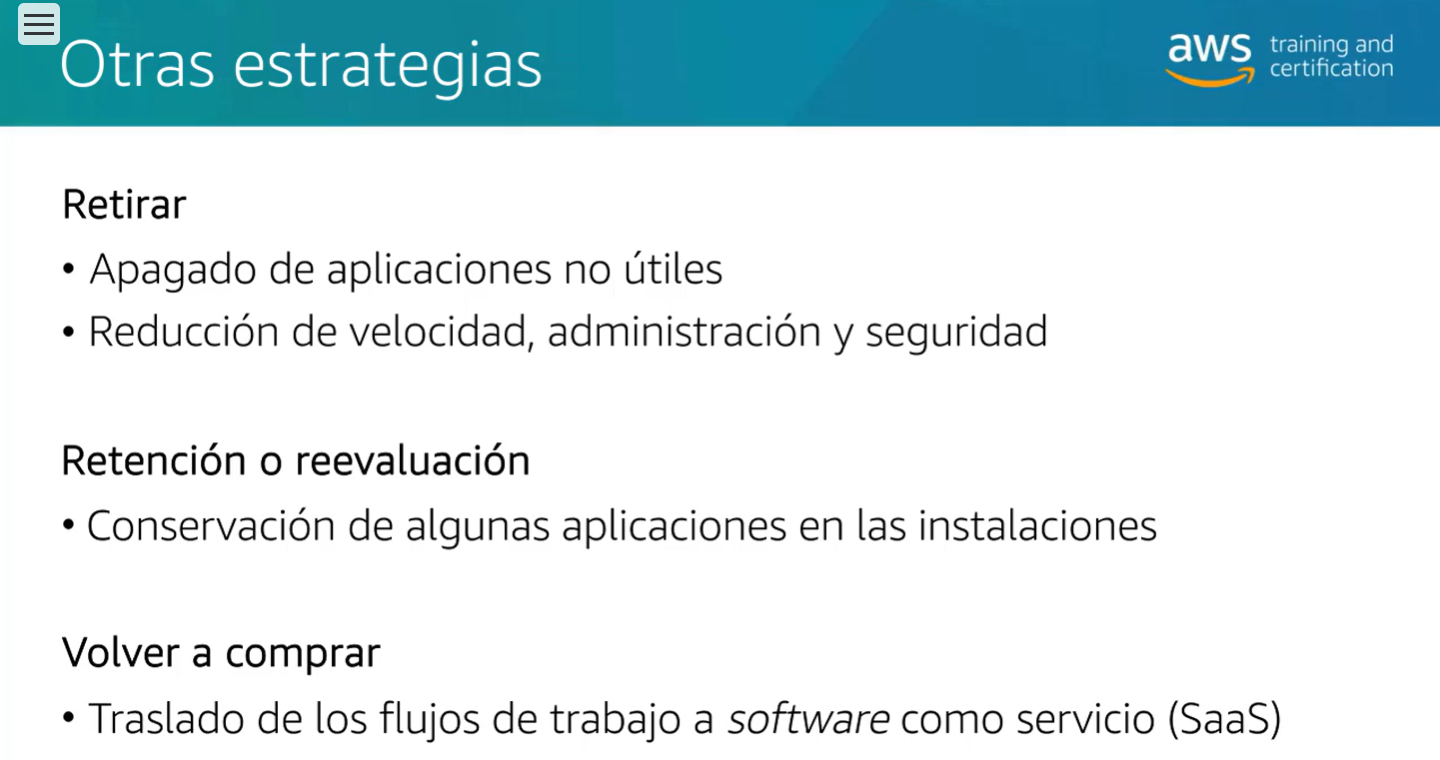 Otras estrategias
aws training and certification
Retirar
• Apagado de aplicaciones no útiles
• Reducción de velocidad, administración y seguridad
Retención o reevaluación
• Conservación de algunas aplicaciones en las instalaciones
Volver a comprar
• Traslado de los flujos de trabajo a software como servicio (SaaS)